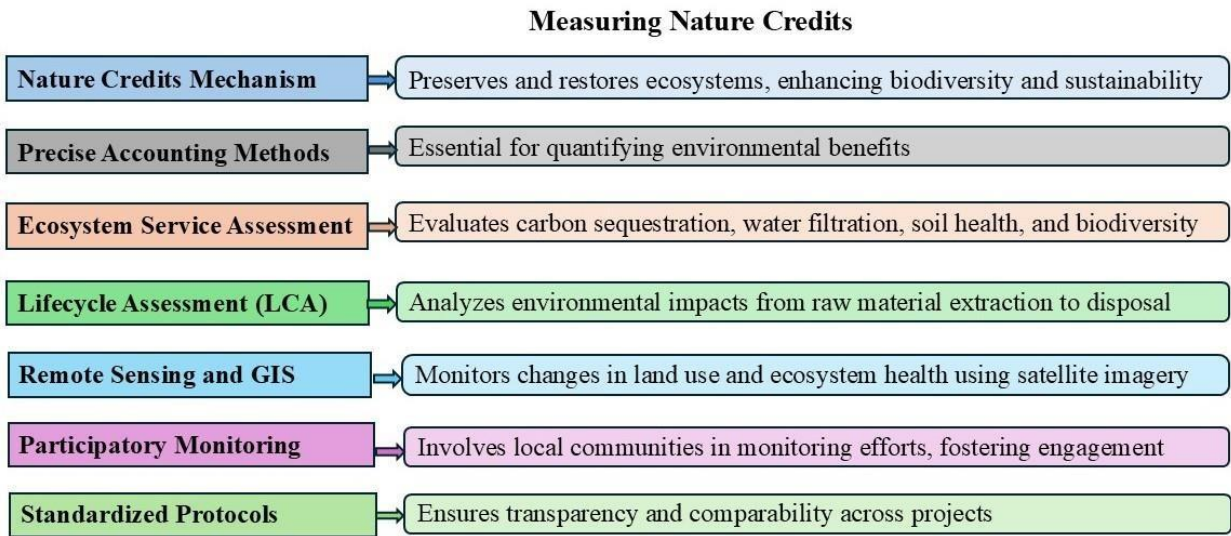 Measuring Nature Credits
Nature Credits Mechanism
Preserves and restores ecosystems, enhancing biodiversity and sustainability
Precise Accounting Methods
Essential for quantifying environmental benefits
Ecosystem Service Assessment
Evaluates carbon sequestration, water filtration, soil health, and biodiversity
Lifecycle Assessment (LCA)
Analyzes environmental impacts from raw material extraction to disposal
Remote Sensing and GIS
Monitors changes in land use and ecosystem health using satellite imagery
Participatory Monitoring
Involves local communities in monitoring efforts, fostering engagement
Standardized Protocols
Ensures transparency and comparability across projects